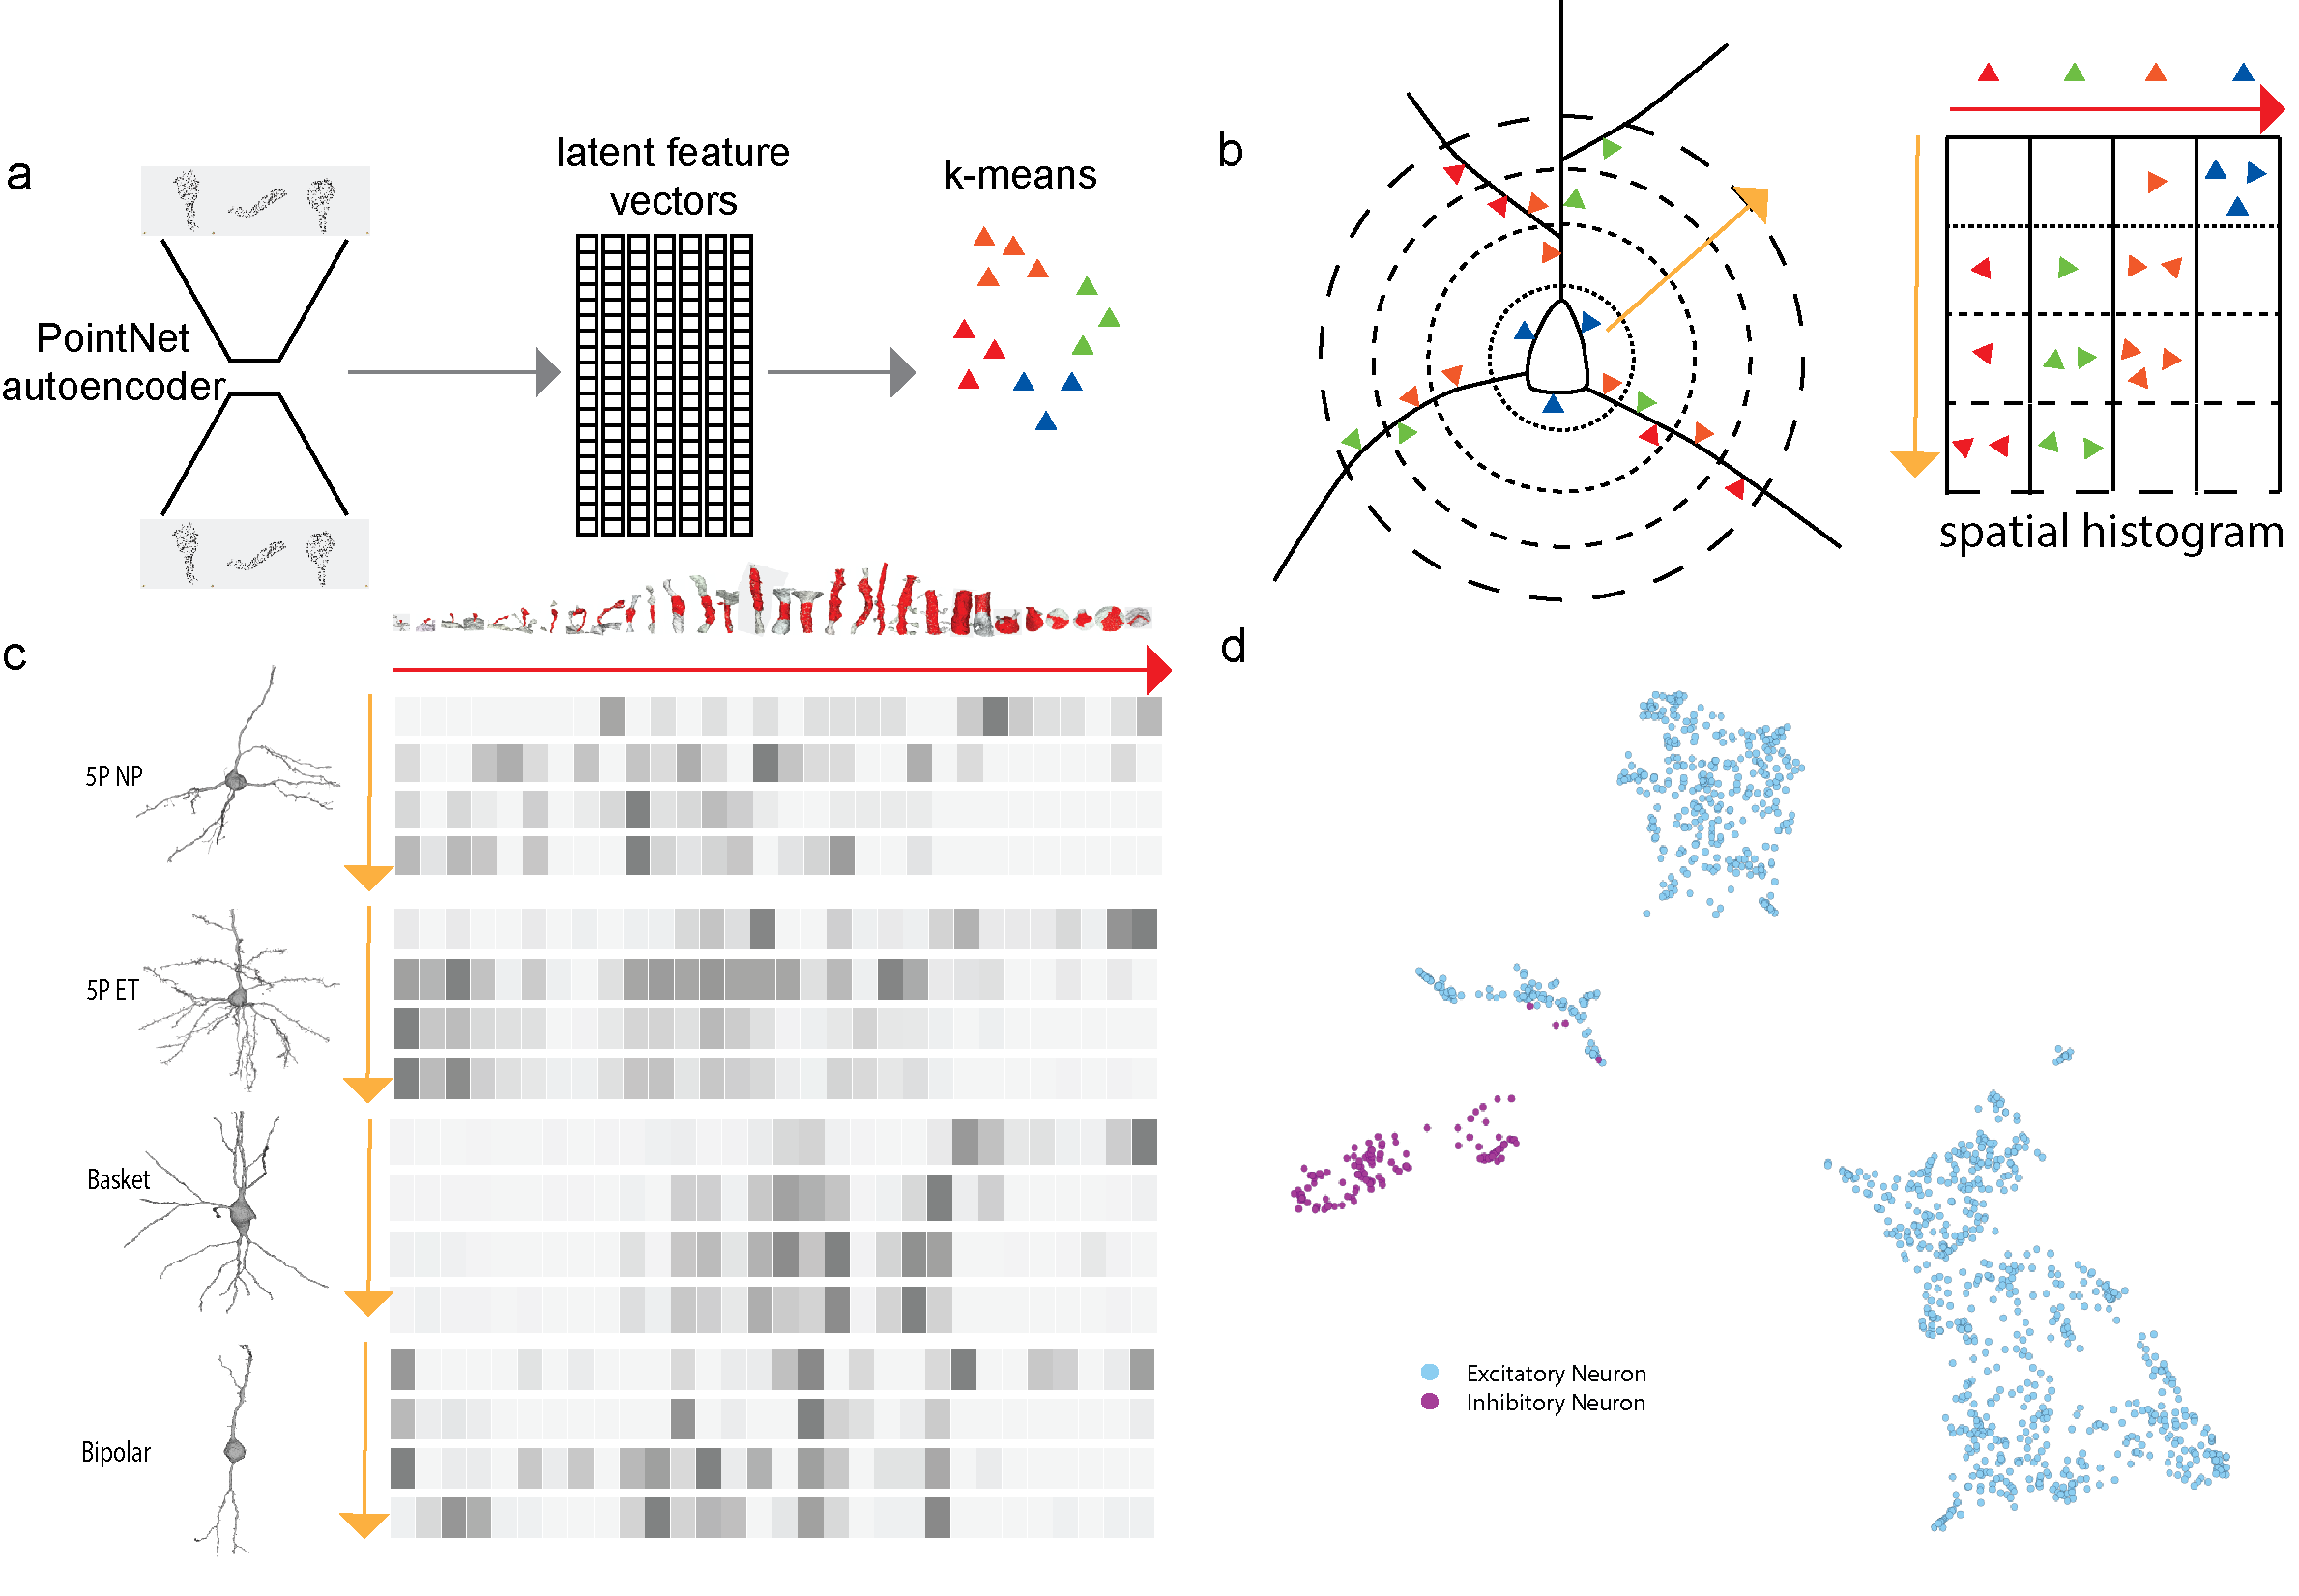 a
PointNet
autoencoder
latent feature
vectors
k-means
b
spatial histogram
c
5P NP
5P ET
Basket
Bipolar
d
Excitatory Neuron
Inhibitory Neuron